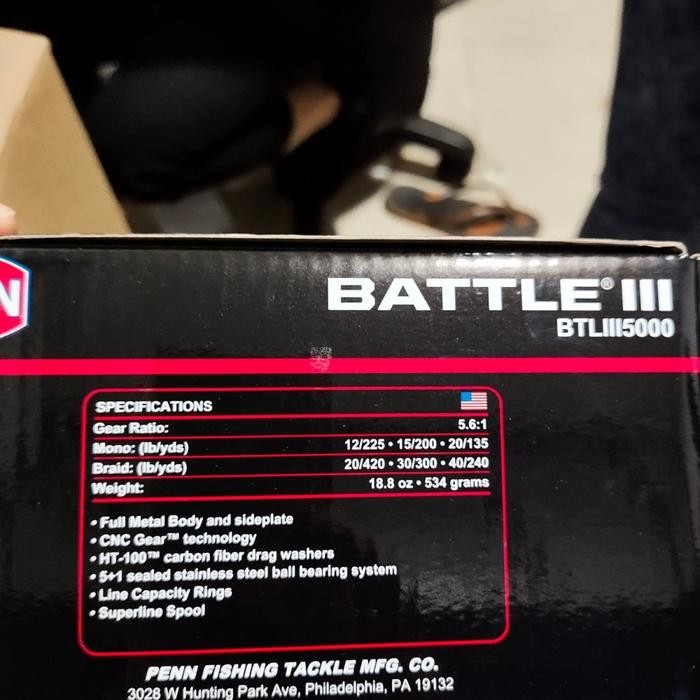 N
BATTLE® III
BTLIII5000
SPECIFICATIONS
Gear Ratio: 5.6:1
Mono: (lb/yds) 12/225 • 15/200 • 20/135
Braid: (lb/yds) 20/420 • 30/300 • 40/240
Weight: 18.8 oz • 534 grams
• Full Metal Body and sideplate
• CNC Gear™ technology
• HT-100™ carbon fiber drag washers
• 5+1 sealed stainless steel ball bearing system
• Line Capacity Rings
• Superline Spool
PENN FISHING TACKLE MFG. CO.
3028 W Hunting Park Ave, Philadelphia, PA 19132